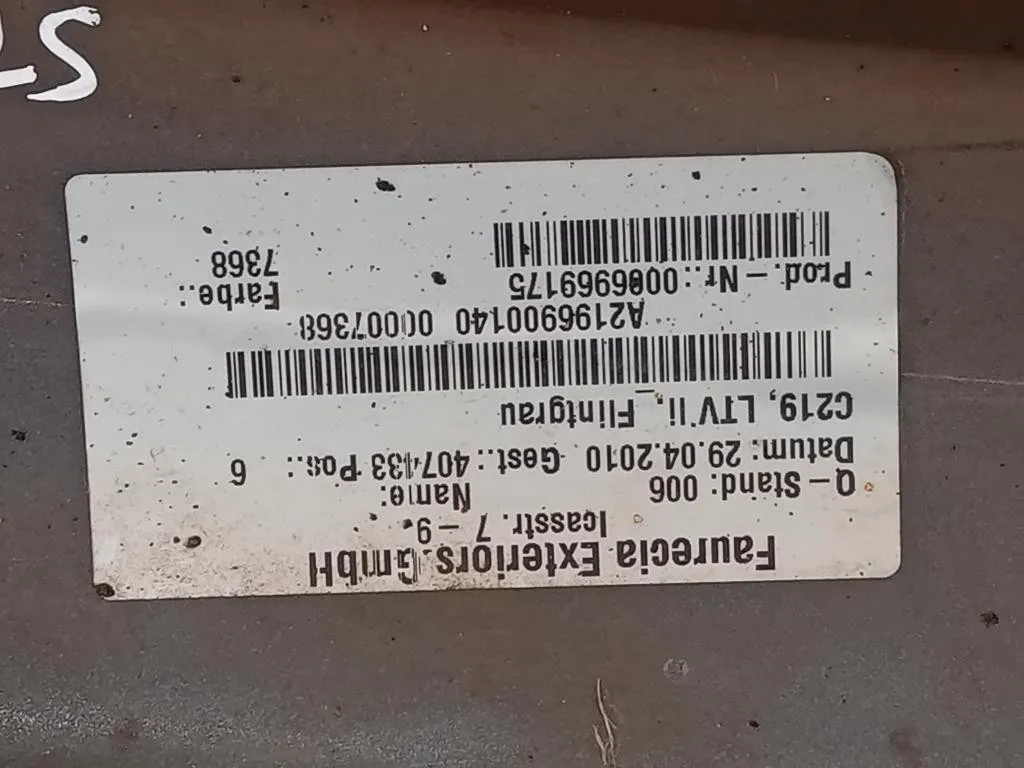 Faurecia Exteriors GmbH
Icasstr. 7-9
Q-Stand: 006 Name:
Datum: 29.04.2010 Gest.: 407433 Pos.: 6
C219, LTV li, Flintgrau
A2196900140 00007368
Prod.-Nr.: 0006969175 Farbe.:
7368